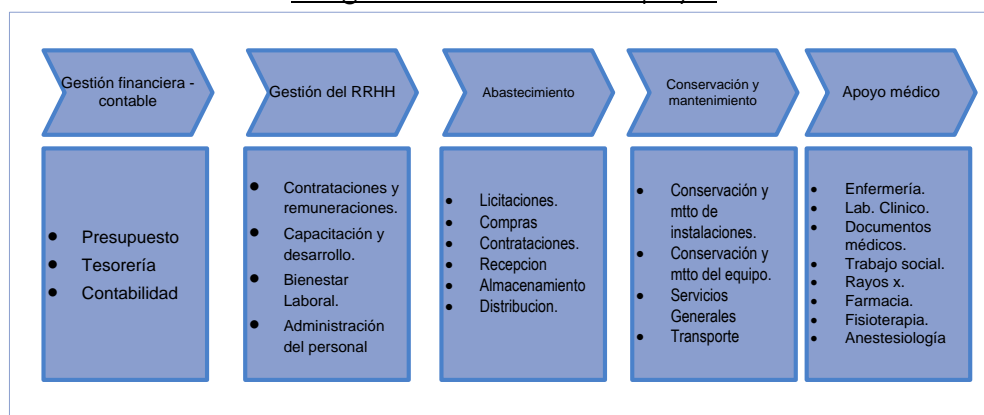 Gestión financiera -
contable
Gestión del RRHH
Abastecimiento
Conservación y
mantenimiento
Apoyo médico
• Presupuesto
• Tesorería
• Contabilidad
• Contrataciones y
remuneraciones.
• Capacitación y
desarrollo.
• Bienestar
Laboral.
• Administración
del personal
• Licitaciones.
• Compras
• Contrataciones.
• Recepcion
• Almacenamiento
• Distribucion.
• Conservación y
mtto de
instalaciones.
• Conservación y
mtto del equipo.
• Servicios
Generales
• Transporte
• Enfermería.
• Lab. Clinico.
• Documentos
médicos.
• Trabajo social.
• Rayos x.
• Farmacia.
• Fisioterapia.
• Anestesiología